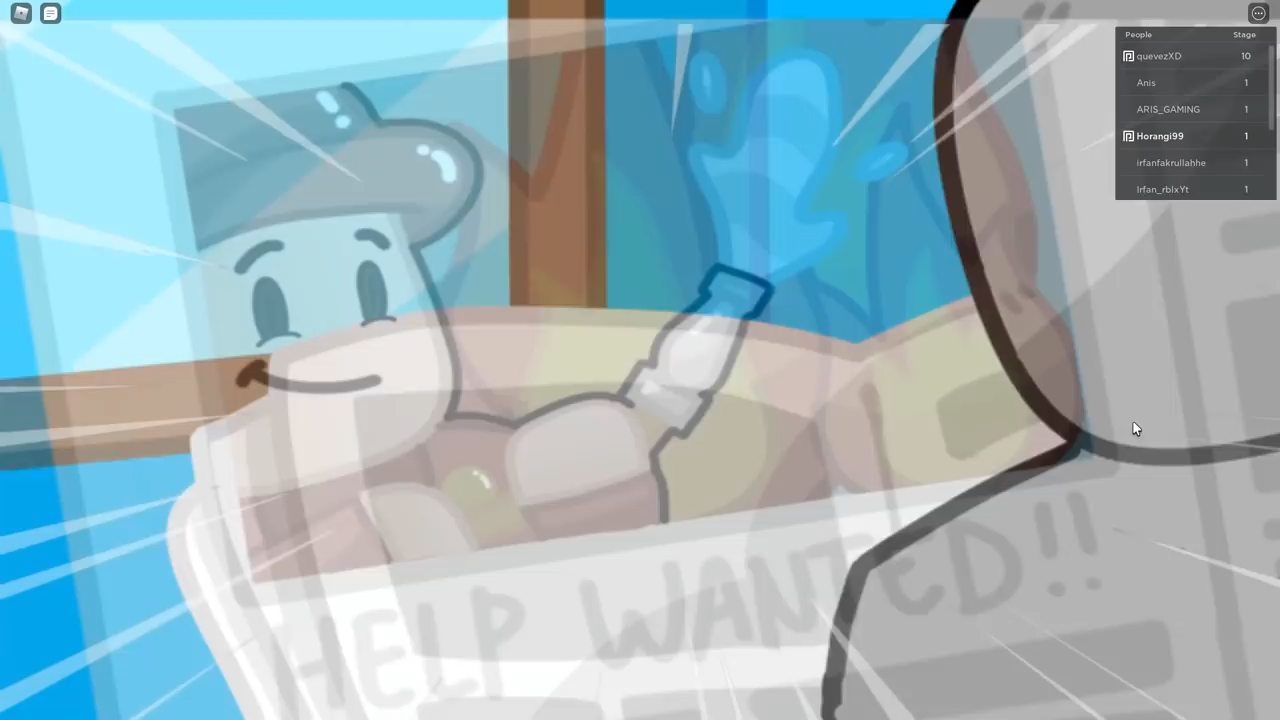 People Stage
quevezXD 10
Anis 1
ARIS_GAMING 1
Horangi99 1
irfanfakrullahhe 1
Irfan_rblxYt 1
HELP WANTED!!